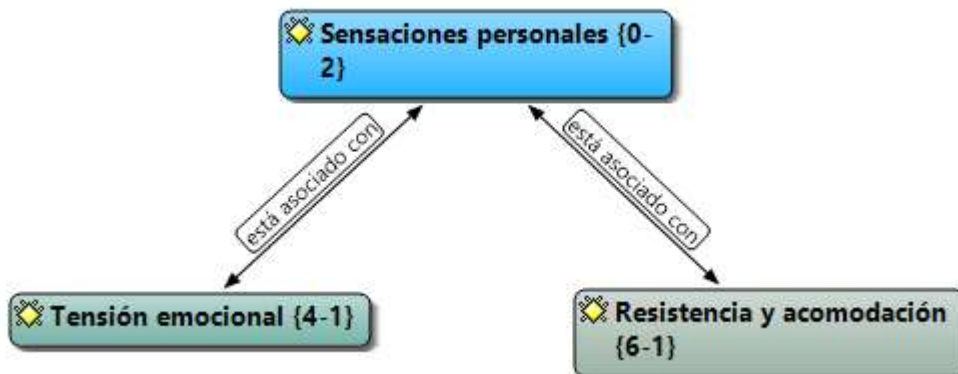 Sensaciones personales {0-
2}
está asociado con
está asociado con
Tensión emocional {4-1}
Resistencia y acomodación
{6-1}